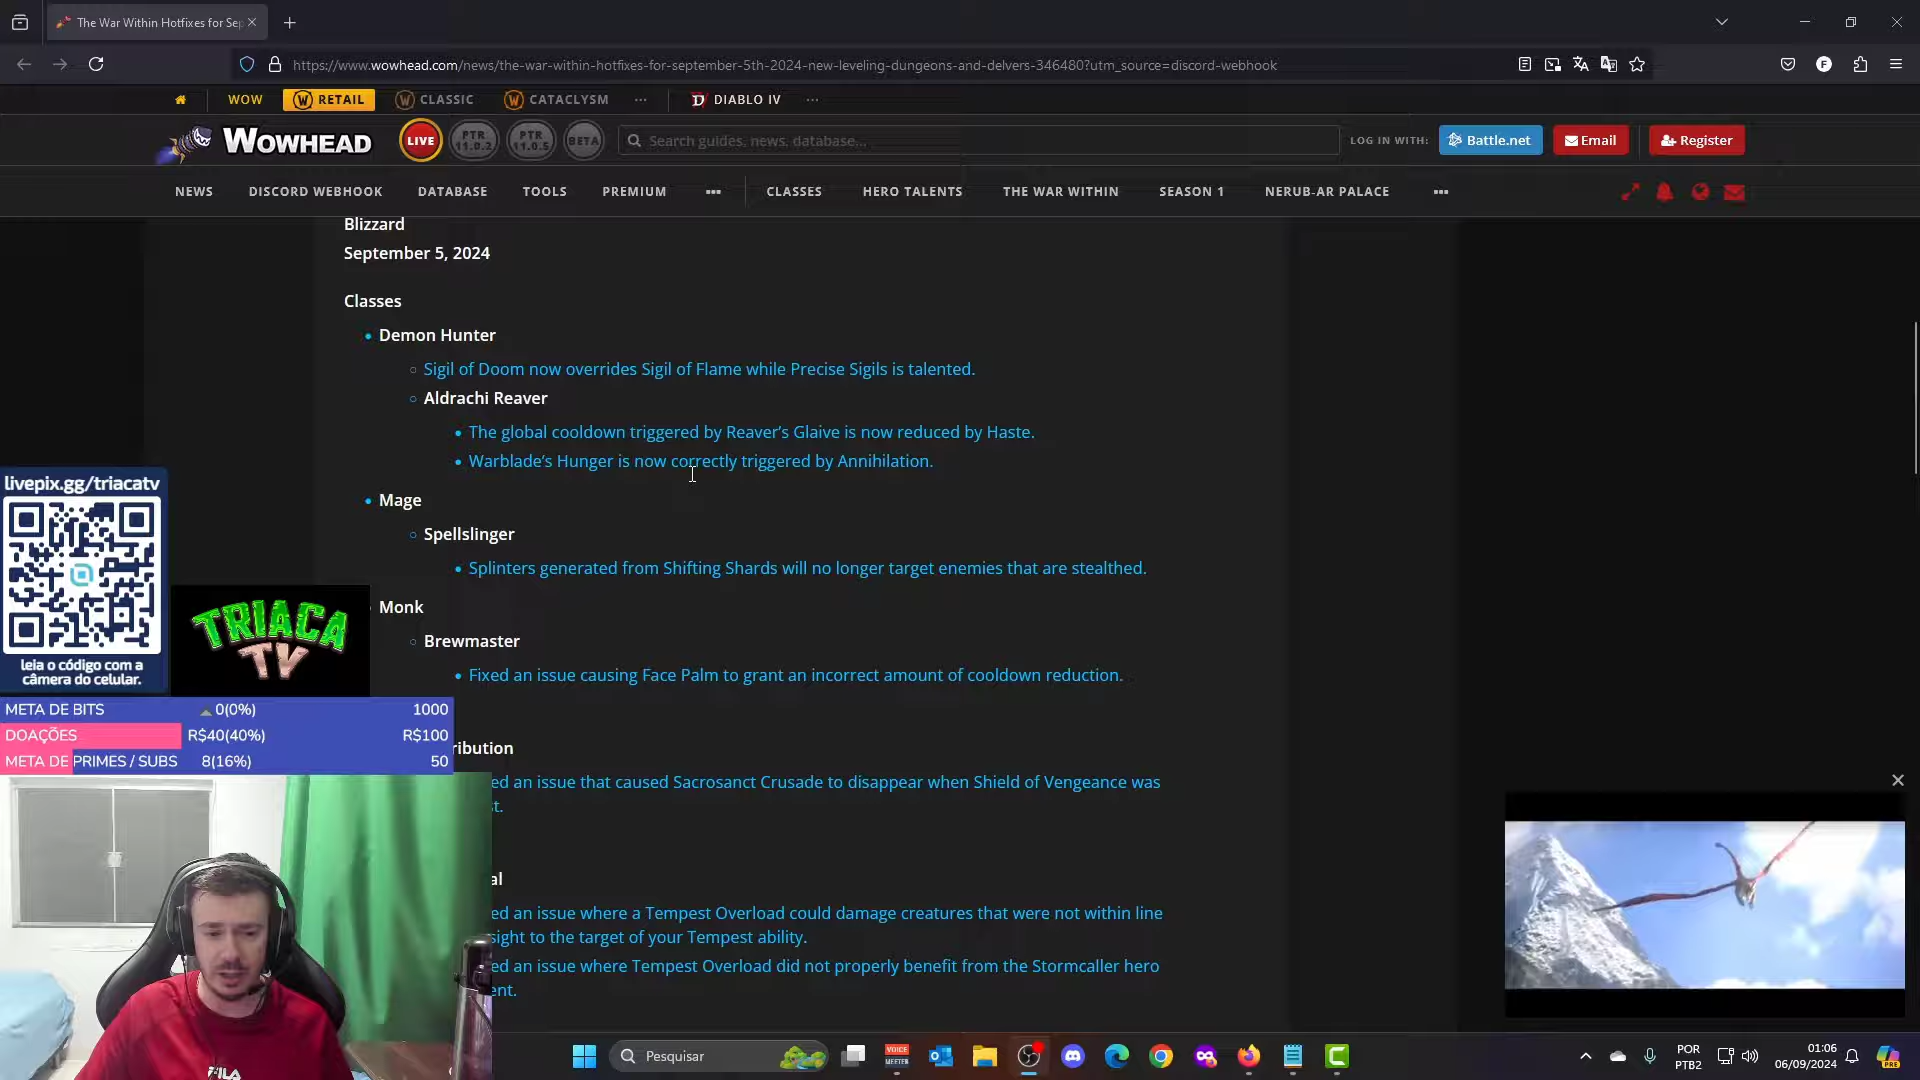 The War Within Hotfixes for Sep
https://www.wowhead.com/news/the-war-within-hotfixes-for-september-5th-2024-new-leveling-dungeons-and-delvers-346480?utm_source=discord-webhook
F
WOW
RETAIL
CLASSIC
CATACLYSM
DIABLO IV
WOWHEAD
LIVE
PTR 11.0.2
PTR 11.0.5
BETA
Search guides, news, database...
LOG IN WITH:
Battle.net
Email
Register
NEWS
DISCORD WEBHOOK
DATABASE
TOOLS
PREMIUM
CLASSES
HERO TALENTS
THE WAR WITHIN
SEASON 1
NERUB-AR PALACE
Blizzard
September 5, 2024
Classes
Demon Hunter
Sigil of Doom now overrides Sigil of Flame while Precise Sigils is talented.
Aldrachi Reaver
The global cooldown triggered by Reaver's Glaive is now reduced by Haste.
Warblade's Hunger is now correctly triggered by Annihilation.
Mage
Spellslinger
Splinters generated from Shifting Shards will no longer target enemies that are stealthed.
Monk
Brewmaster
Fixed an issue causing Face Palm to grant an incorrect amount of cooldown reduction.
ribution
ed an issue that caused Sacrosanct Crusade to disappear when Shield of Vengeance was
st.
al
ed an issue where a Tempest Overload could damage creatures that were not within line
sight to the target of your Tempest ability.
ed an issue where Tempest Overload did not properly benefit from the Stormcaller hero
ent.
livepix.gg/triacatv
leia o código com a
câmera do celular.
TRIACA
TV
META DE BITS 0(0%) 1000
DOAÇÕES R$40(40%) R$100
META DE PRIMES / SUBS 8(16%) 50
FILA
Pesquisar
VOICE
MEETER
POR
PTB2
01:06
06/09/2024
PRE